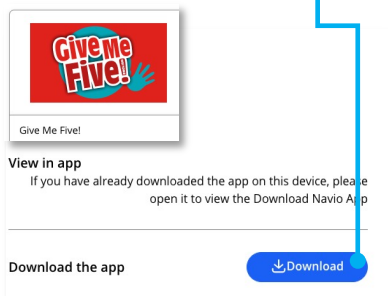 Give Me
Five!
Give Me Five!
View in app
If you have already downloaded the app on this device, please
open it to view the Download Navio App
Download the app
Download